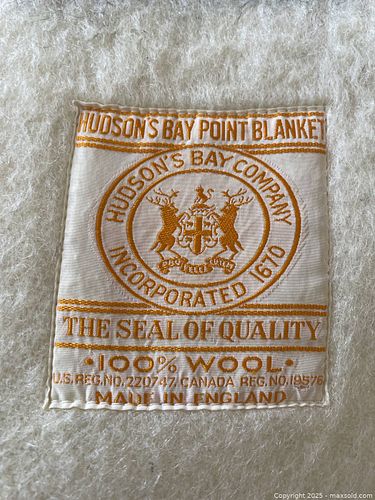 HUDSON'S BAY POINT BLANKET
HUDSON'S BAY COMPANY
INCORPORATED 1670
PRO PELLE CUTEM
THE SEAL OF QUALITY
•100% WOOL•
U.S. REG. NO. 220747, CANADA REG. NO. 19576
MADE IN ENGLAND
Copyright © 2025 - maxsold.com